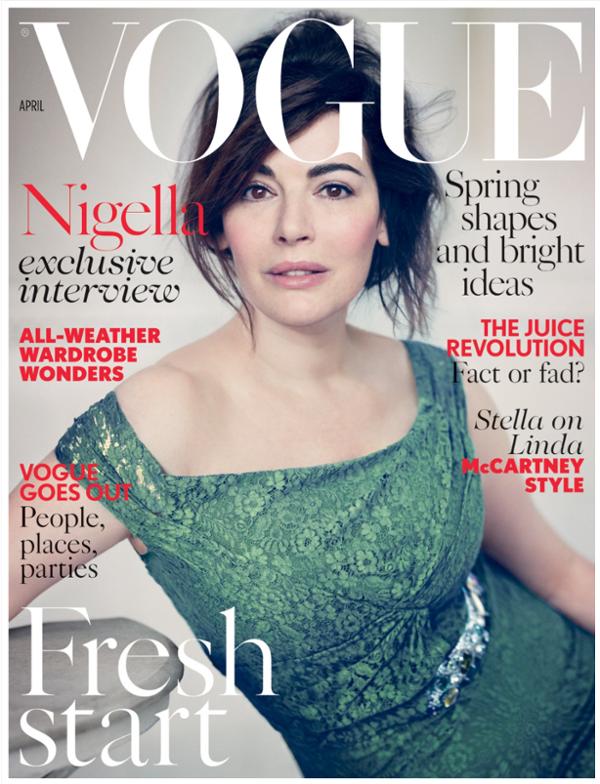 VOGUE
®
APRIL
Nigella
exclusive
interview
ALL-WEATHER
WARDROBE
WONDERS
VOGUE
GOES OUT
People,
places,
parties
Fresh
start
Spring
shapes
and bright
ideas
THE JUICE
REVOLUTION
Fact or fad?
Stella on
Linda
McCARTNEY
STYLE